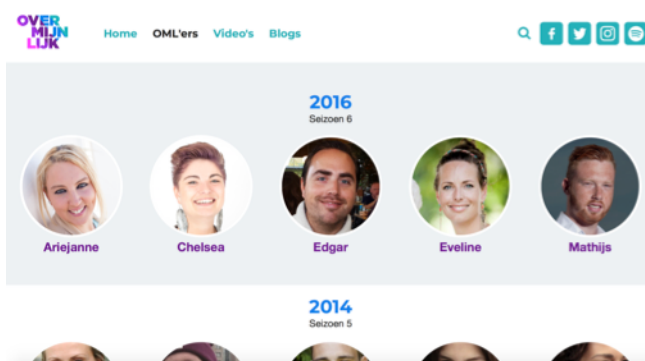 OVER
MIJN
LIJK
Home OML'ers Video's Blogs
2016
Seizoen 6
Ariejanne Chelsea Edgar Eveline Mathijs
2014
Seizoen 5